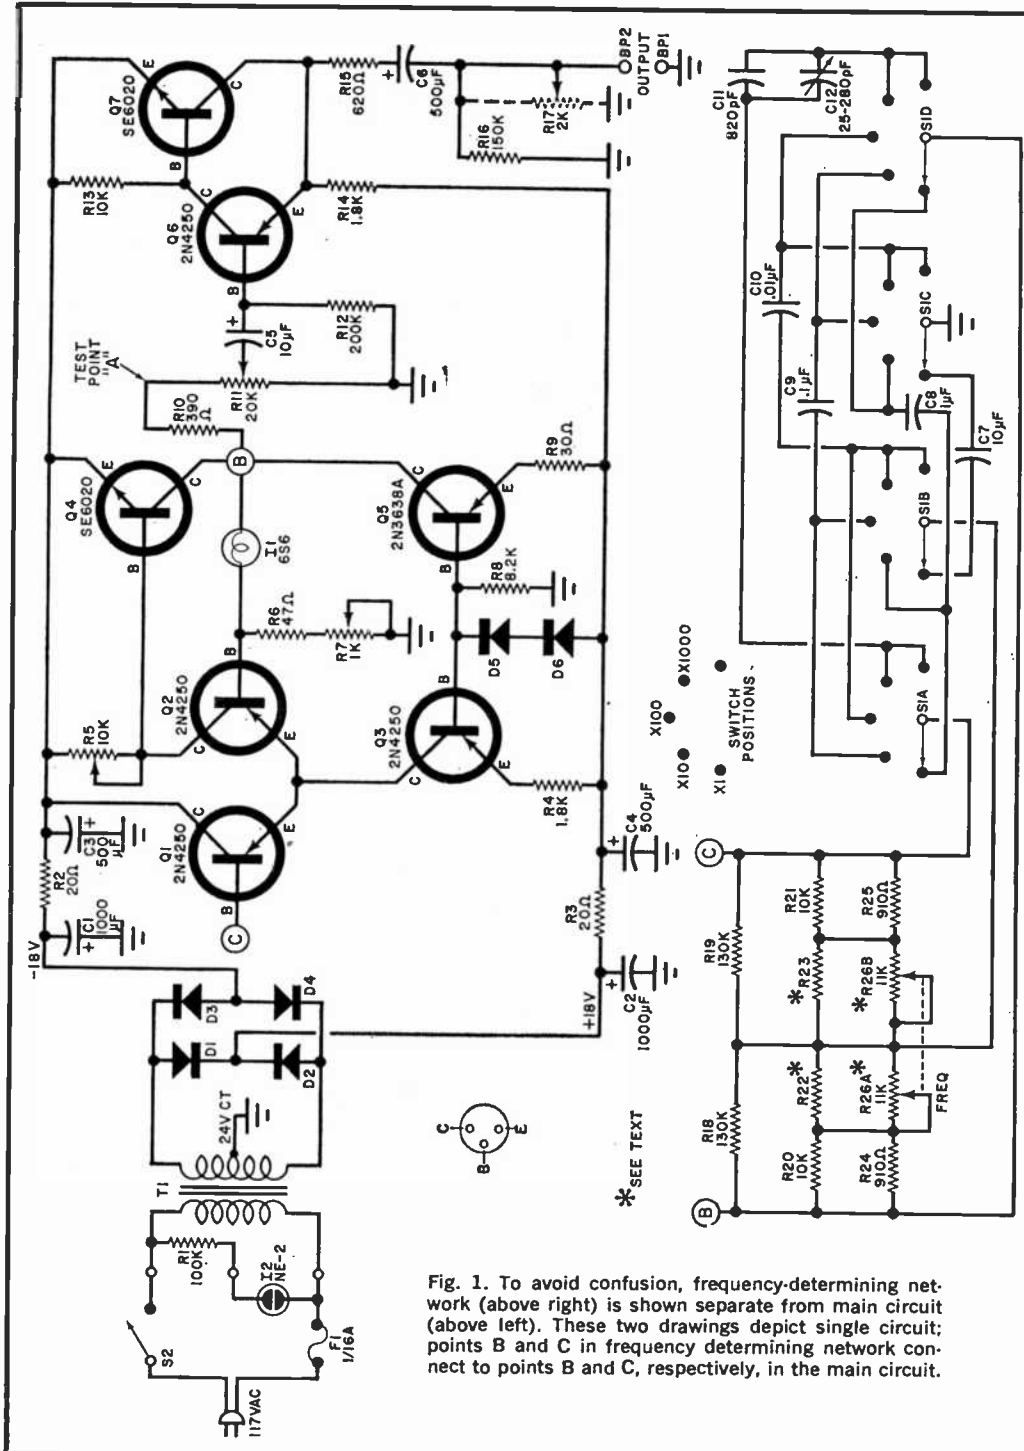 117VAC
S2
F1
1/16A
I2
NE-2
R1
100K
T1
24V CT
D1
D2
D3
D4
-18V
+ C1
1000
µF
R2
20Ω
C3 +
500
µF
+18V
C2
1000µF
R3
20Ω
C4
500µF
C
B
Q1
2N4250
C
E
R5
10K
Q2
2N4250
B
C
E
Q3
2N4250
B
C
E
R4
1.8K
R6
47Ω
R7
1K
D5
D6
R8
8.2K
I1
6S6
Q4
SE6020
B
E
C
B
Q5
2N3638A
B
C
E
R9
30Ω
R10
390
Ω
TEST
POINT
"A"
R11
20K
C5
10µF
R12
200K
Q6
2N4250
B
C
E
R13
10K
R14
1.8K
Q7
SE6020
B
E
C
R15
620Ω
C6
500µF
R16
150K
R17
2K
BP2
OUTPUT
BP1
C
B
E
*SEE TEXT
B
C
R18
130K
R19
130K
R20
10K
R22*
*R23
R21
10K
R24
910Ω
R26A*
11K
*R26B
11K
R25
910Ω
FREQ
X1
X10
X100
X1000
SWITCH
POSITIONS
S1A
S1B
S1C
S1D
C7
10µF
C8
1µF
C9
.1µF
C10
.01µF
C11
820pF
C12
25-280pF
Fig. 1. To avoid confusion, frequency-determining net-
work (above right) is shown separate from main circuit
(above left). These two drawings depict single circuit;
points B and C in frequency determining network con-
nect to points B and C, respectively, in the main circuit.